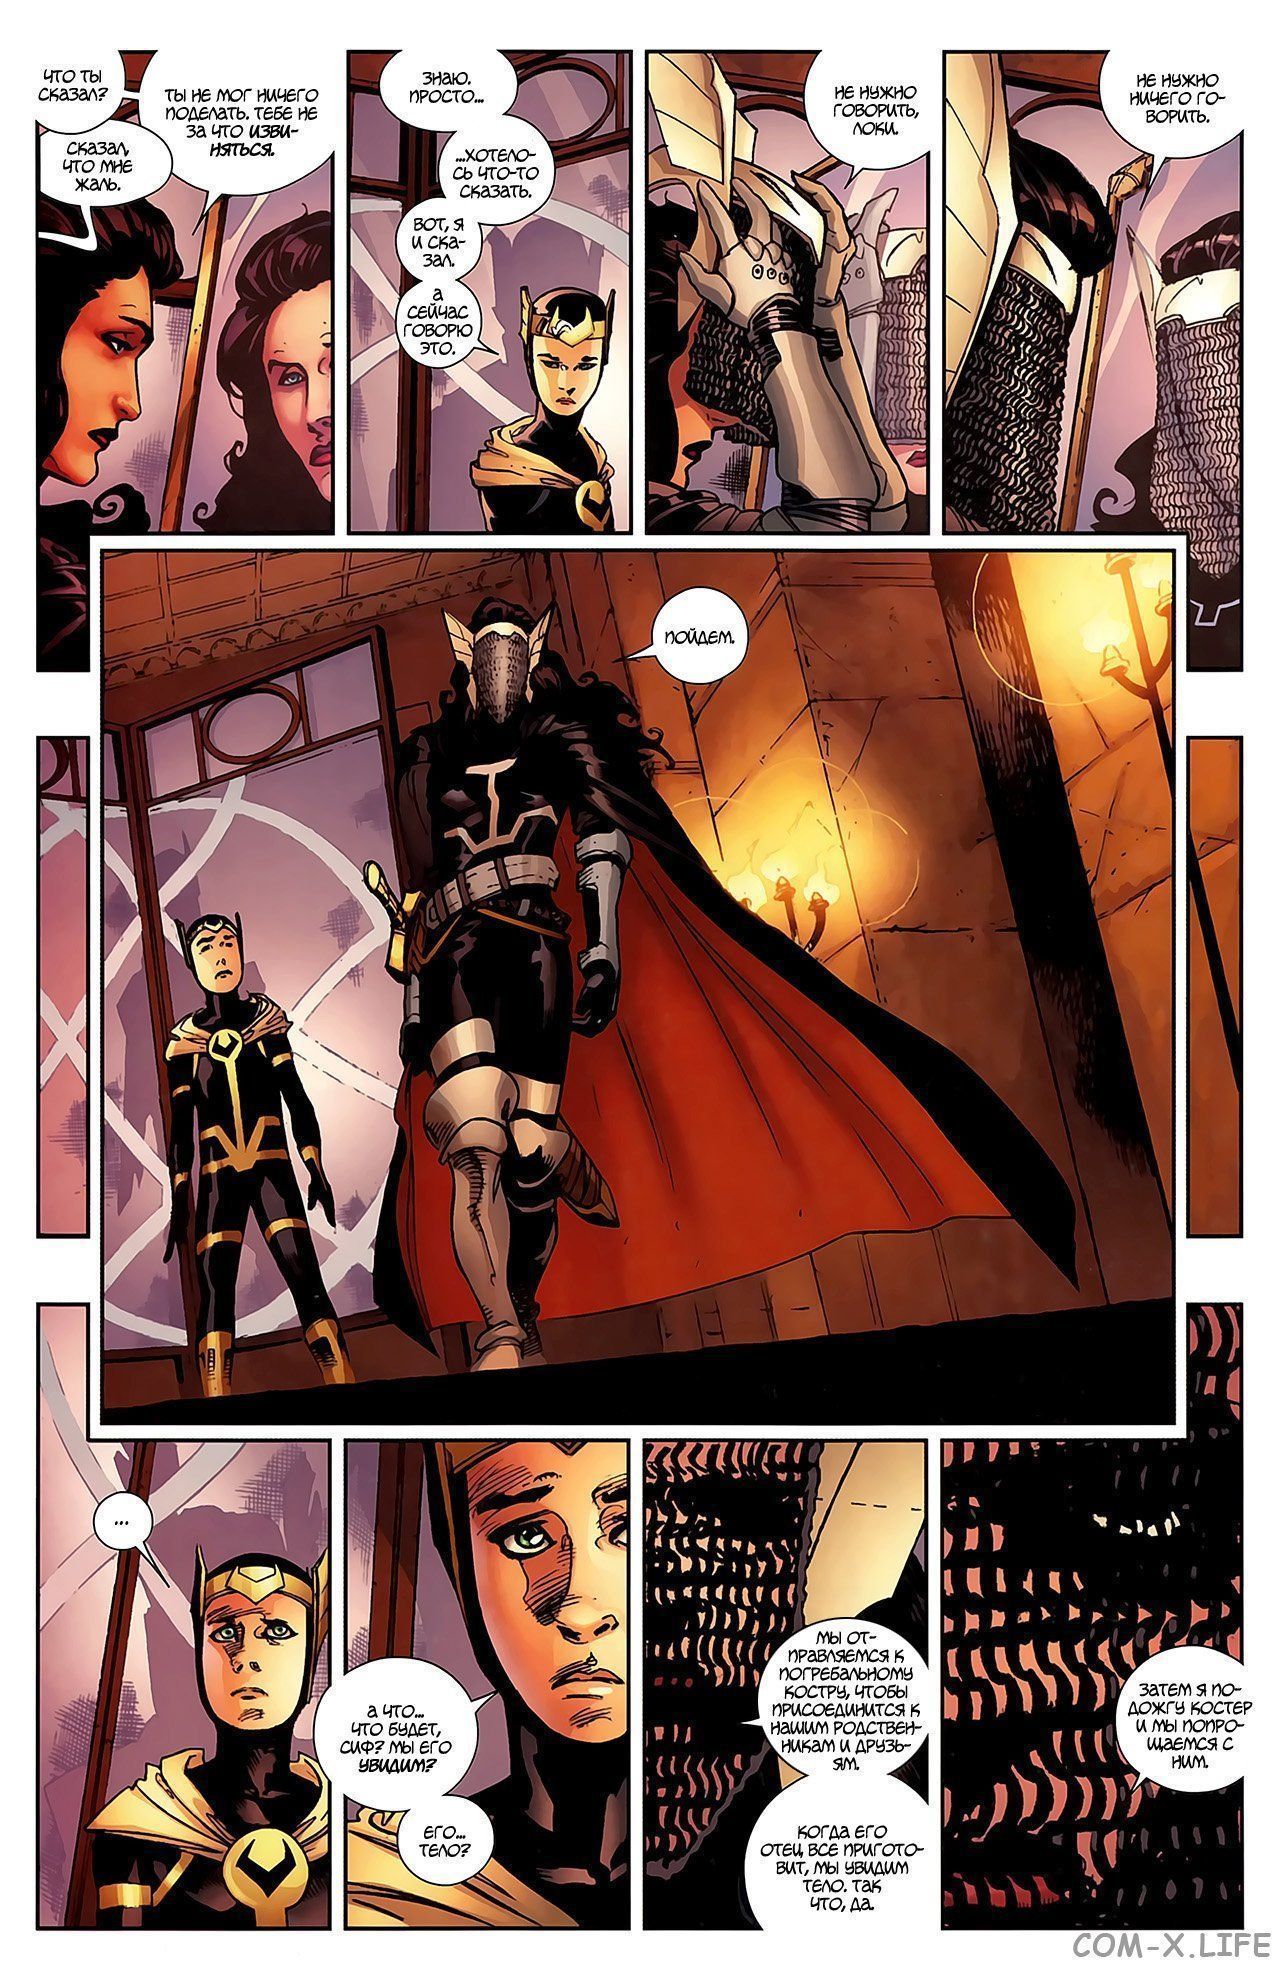 ЧТО ТЫ
СКАЗАЛ?
СКАЗАЛ,
ЧТО МНЕ
ЖАЛЬ.
ТЫ НЕ МОГ НИЧЕГО
ПОДЕЛАТЬ. ТЕБЕ НЕ
ЗА ЧТО ИЗВИ-
НЯТЬСЯ.
ЗНАЮ.
ПРОСТО...
...ХОТЕЛО-
СЬ ЧТО-ТО
СКАЗАТЬ.
ВОТ, Я
И СКА-
ЗАЛ.
А
СЕЙЧАС
ГОВОРЮ
ЭТО.
НЕ НУЖНО
ГОВОРИТЬ,
ЛОКИ.
НЕ НУЖНО
НИЧЕГО ГО-
ВОРИТЬ.
ПОЙДЕМ.
...
А ЧТО...
ЧТО БУДЕТ,
СИФ? МЫ ЕГО
УВИДИМ?
ЕГО...
ТЕЛО?
МЫ ОТ-
ПРАВЛЯЕМСЯ К
ПОГРЕБАЛЬНОМУ
КОСТРУ, ЧТОБЫ
ПРИСОЕДИНИТСЯ К
НАШИМ РОДСТВЕН-
НИКАМ И ДРУЗЬ-
ЯМ.
КОГДА ЕГО
ОТЕЦ ВСЕ ПРИГОТО-
ВИТ, МЫ УВИДИМ
ТЕЛО. ТАК
ЧТО, ДА.
ЗАТЕМ Я ПО-
ДОЖГУ КОСТЕР
И МЫ ПОПРО-
ЩАЕМСЯ С
НИМ.
COM-X.LIFE